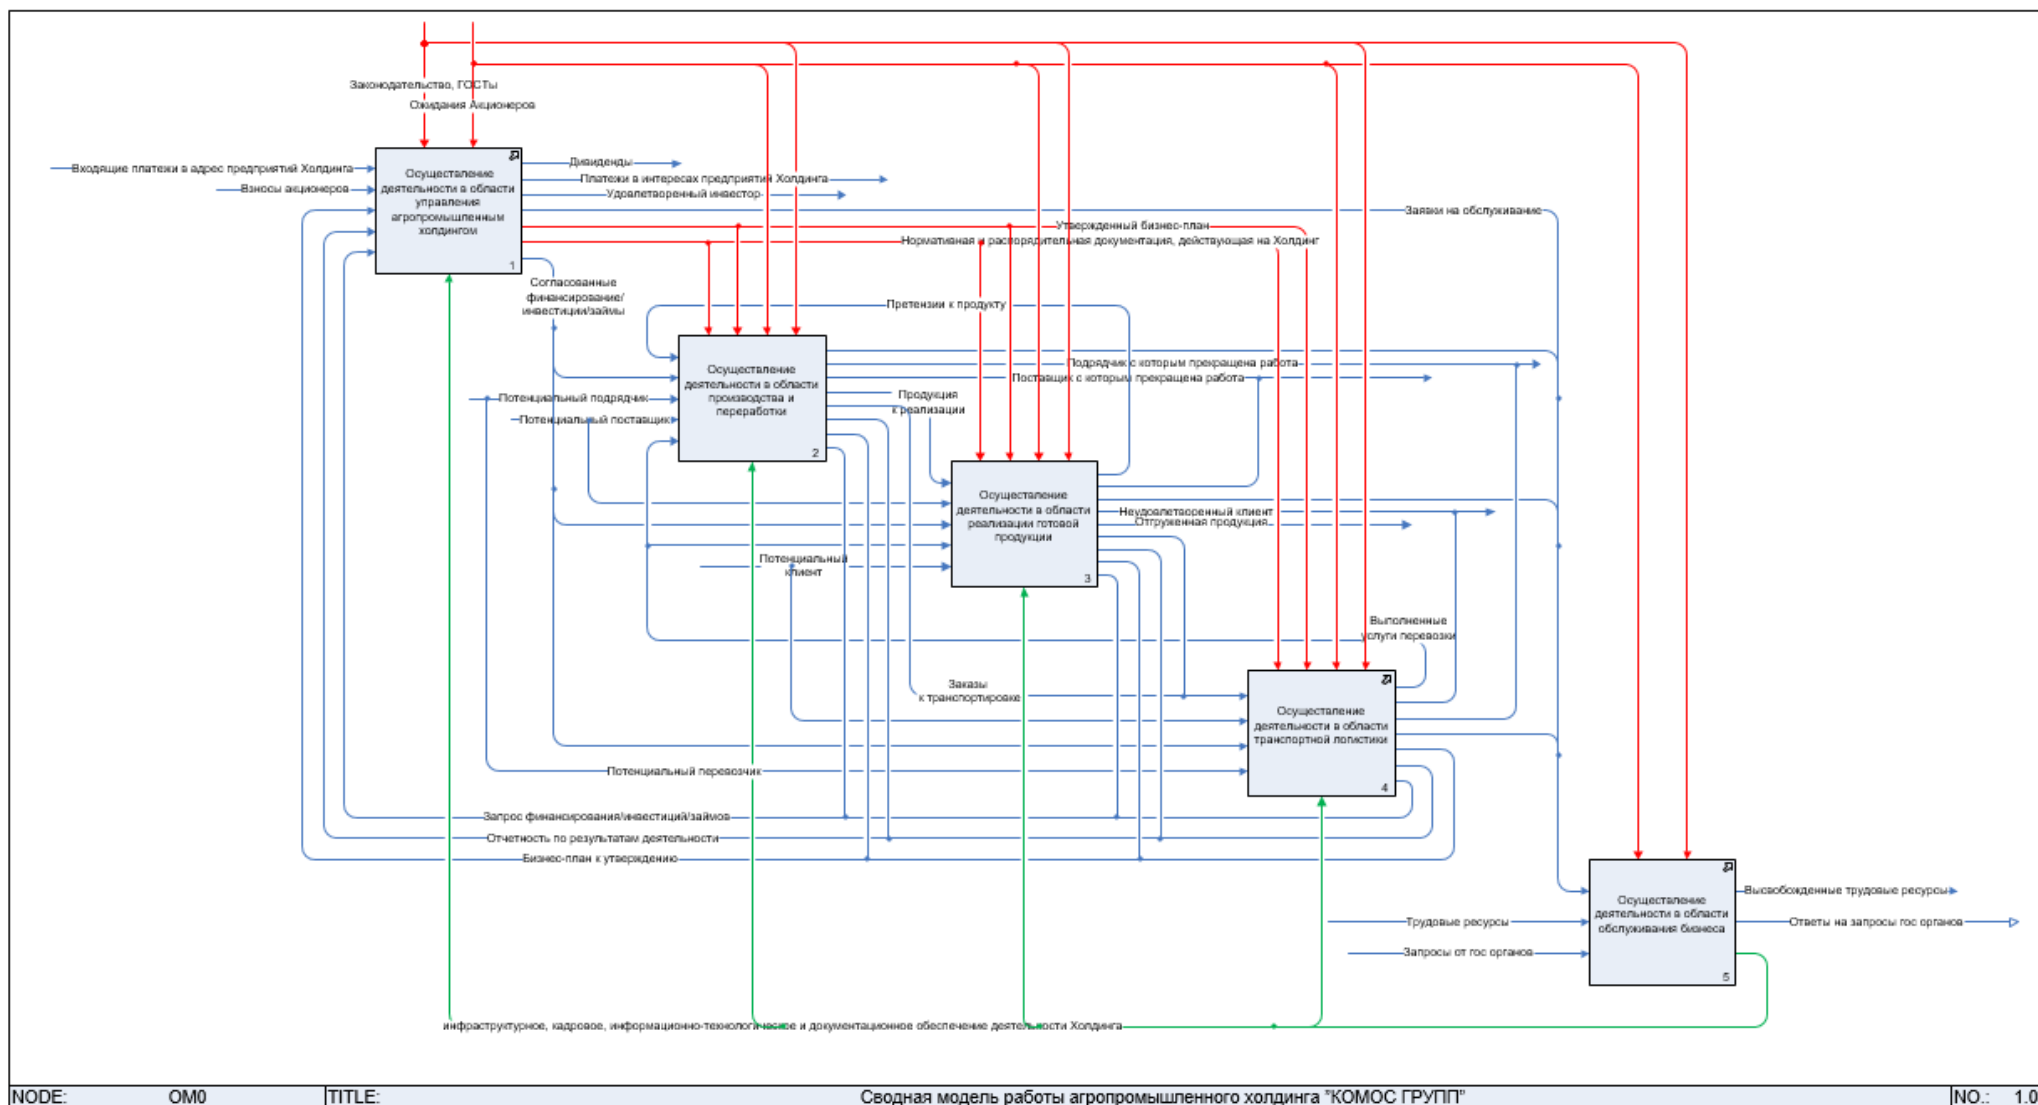 Законодательство, ГОСТы
Ожидания Акционеров
Входящие платежи в адрес предприятий Холдинга
Взносы акционеров
Осуществление
деятельности в области
управления
агропромышленным
холдингом
1
Дивиденды
Платежи в интересах предприятий Холдинга
Удовлетворенный инвестор
Заявки на обслуживание
Утвержденный бизнес-план
Нормативная и распорядительная документация, действующая на Холдинг
Согласованные
финансирование/
инвестиции/займы
Претензии к продукту
Осуществление
деятельности в области
производства и
переработки
2
Подрядчик с которым прекращена работа
Поставщик с которым прекращена работа
Потенциальный подрядчик
Потенциальный поставщик
Продукция
к реализации
Осуществление
деятельности в области
реализации готовой
продукции
3
Неудовлетворенный клиент
Отгруженная продукция
Потенциальный
клиент
Выполненные
услуги перевозки
Заказы
к транспортировке
Осуществление
деятельности в области
транспортной логистики
4
Потенциальный перевозчик
Запрос финансирования/инвестиций/займов
Отчетность по результатам деятельности
Бизнес-план к утверждению
Осуществление
деятельности в области
обслуживания бизнеса
5
Высвобожденные трудовые ресурсы
Ответы на запросы гос органов
Трудовые ресурсы
Запросы от гос органов
инфраструктурное, кадровое, информационно-технологическое и документационное обеспечение деятельности Холдинга
NODE: OM0 TITLE: Сводная модель работы агропромышленного холдинга "КОМОС ГРУПП" NO.: 1.0